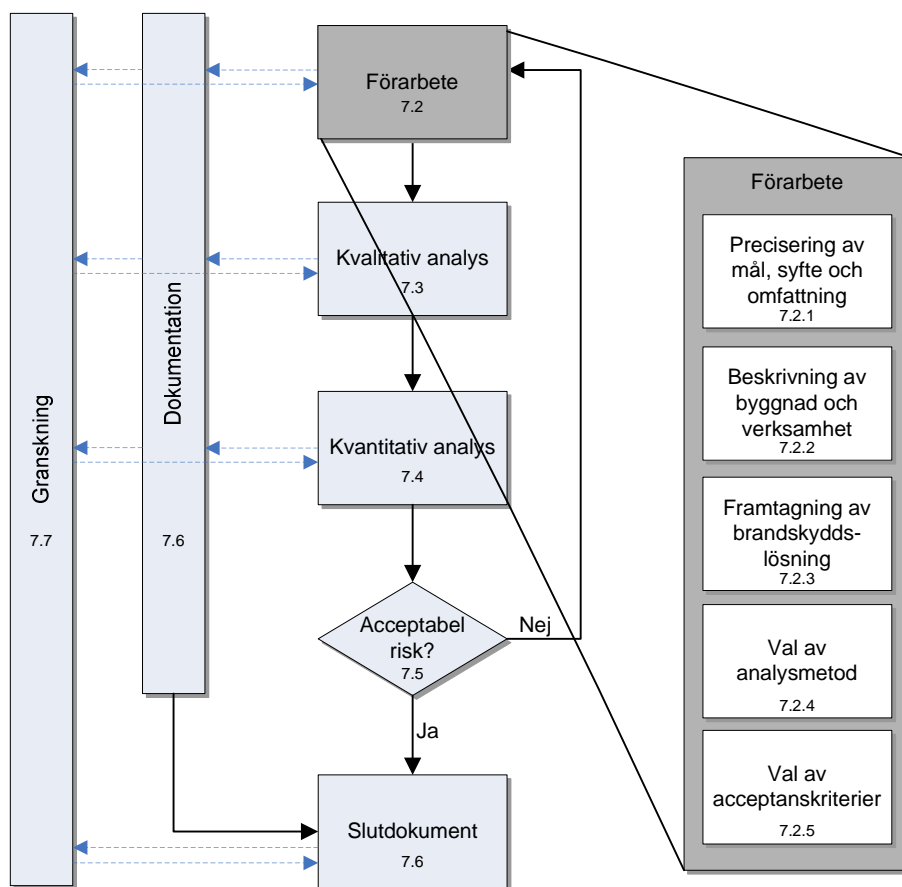 Granskning
7.7
Dokumentation
7.6
Förarbete
7.2
Kvalitativ analys
7.3
Kvantitativ analys
7.4
Acceptabel
risk?
7.5
Nej
Ja
Slutdokument
7.6
Förarbete
Precisering av
mål, syfte och
omfattning
7.2.1
Beskrivning av
byggnad och
verksamhet
7.2.2
Framtagning av
brandskydds-
lösning
7.2.3
Val av
analysmetod
7.2.4
Val av
acceptanskriterier
7.2.5